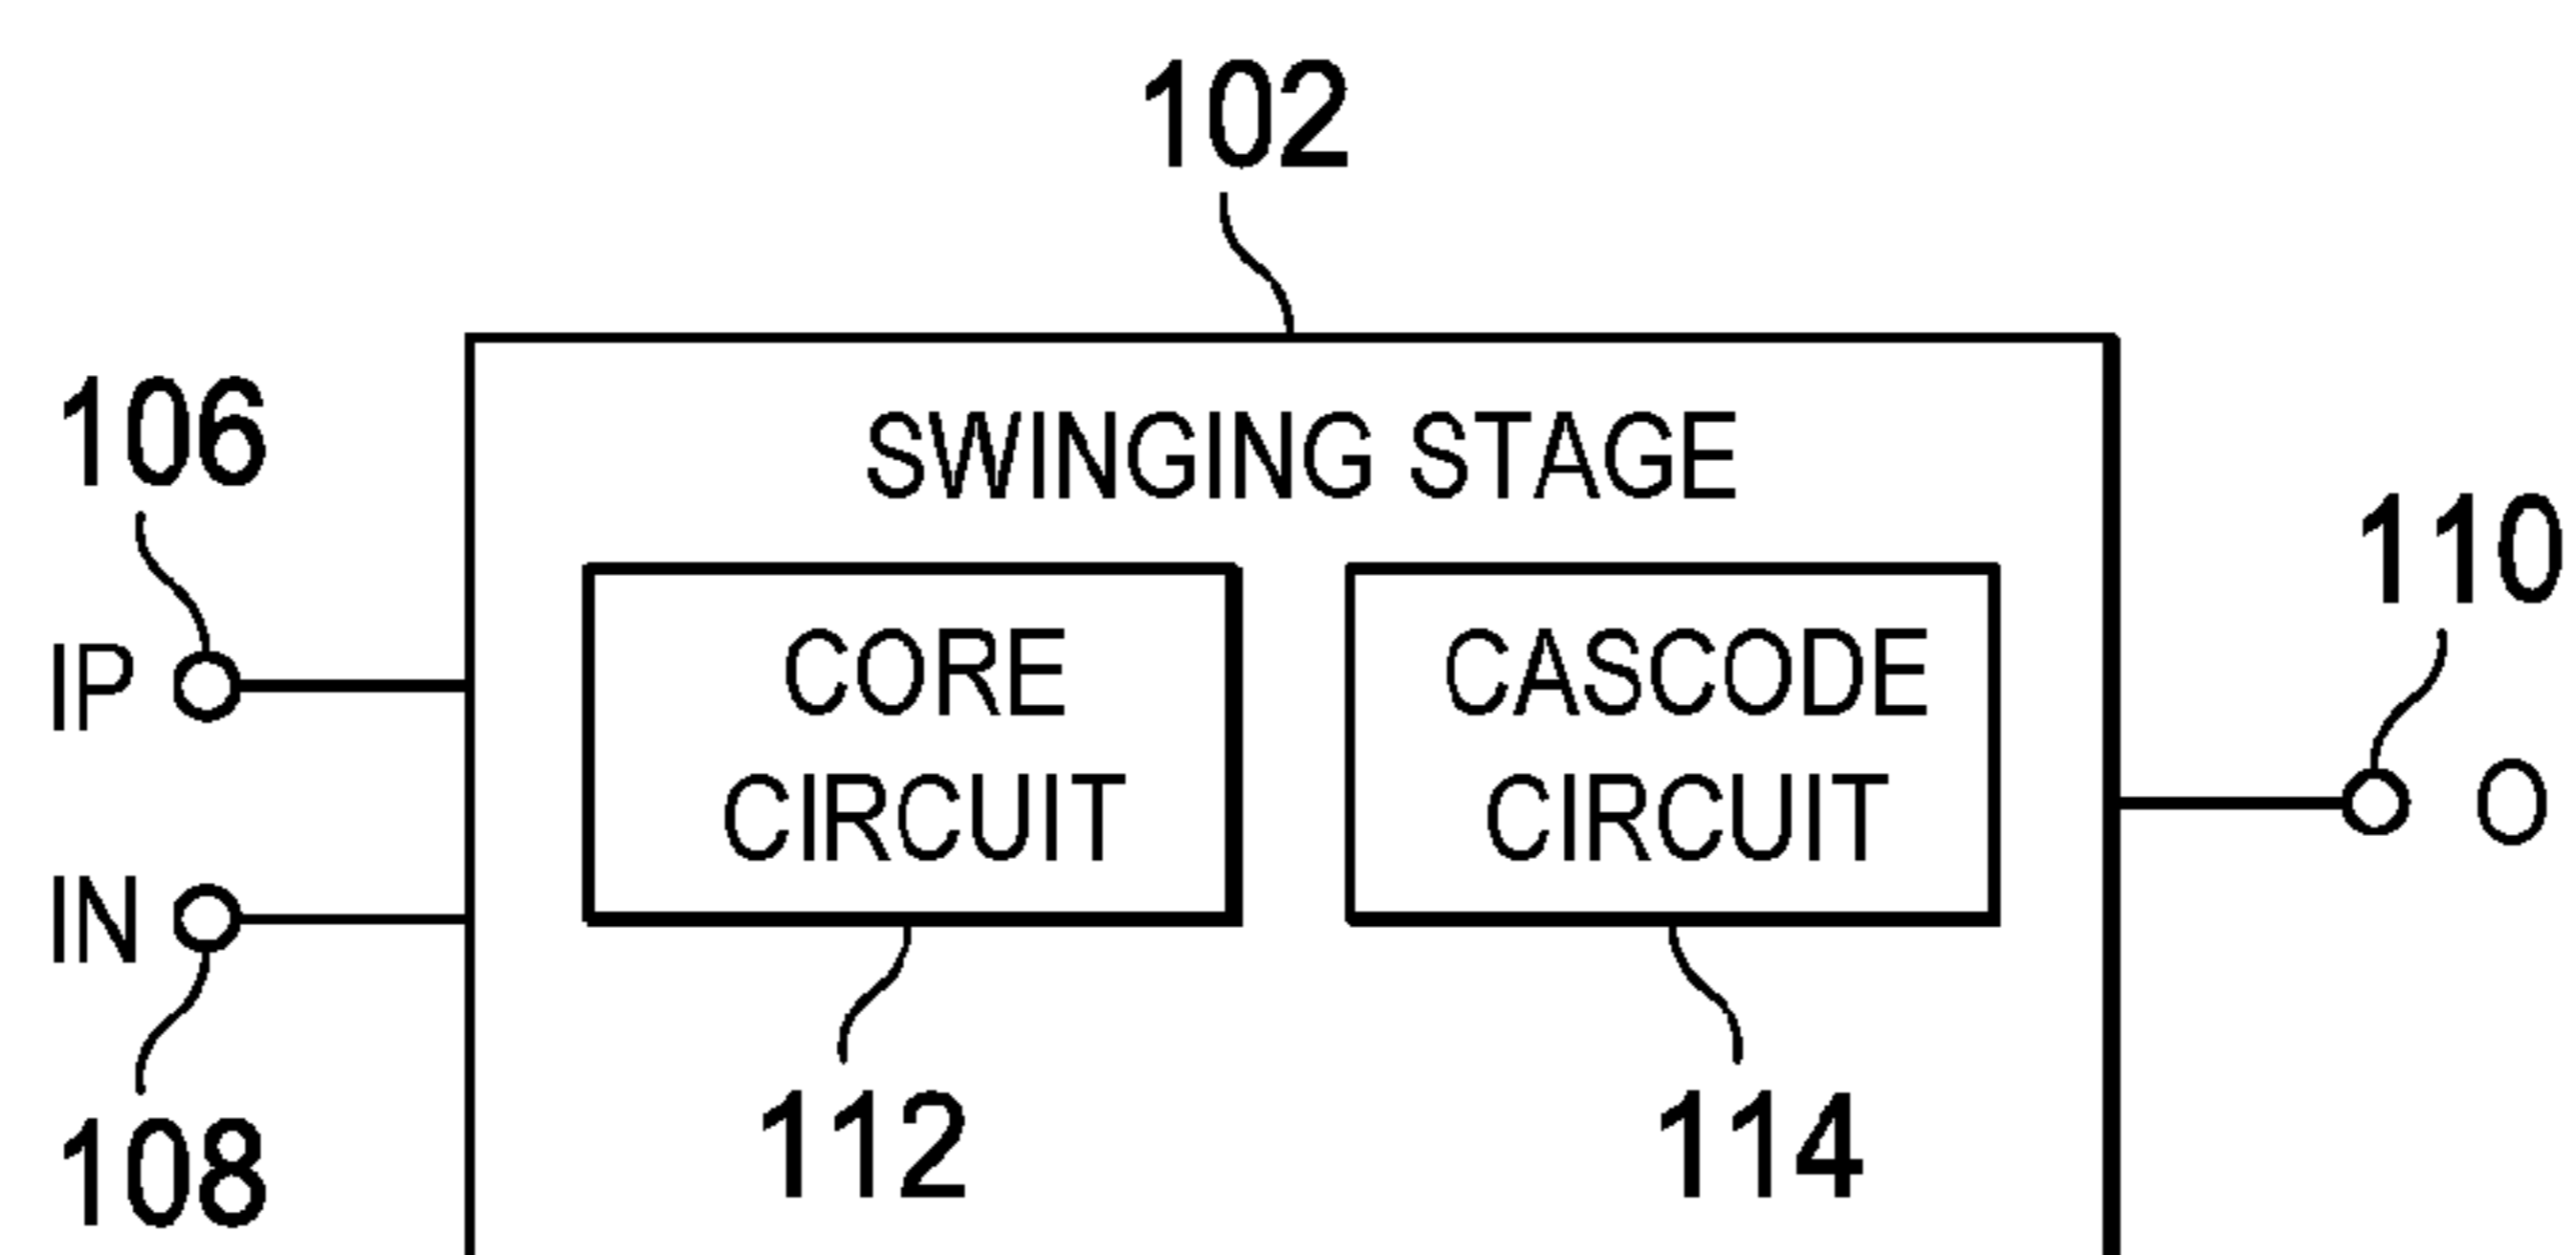 102
106
SWINGING STAGE
110
CORE
CIRCUIT
CASCODE
CIRCUIT
IP
IN
O
108
112
114